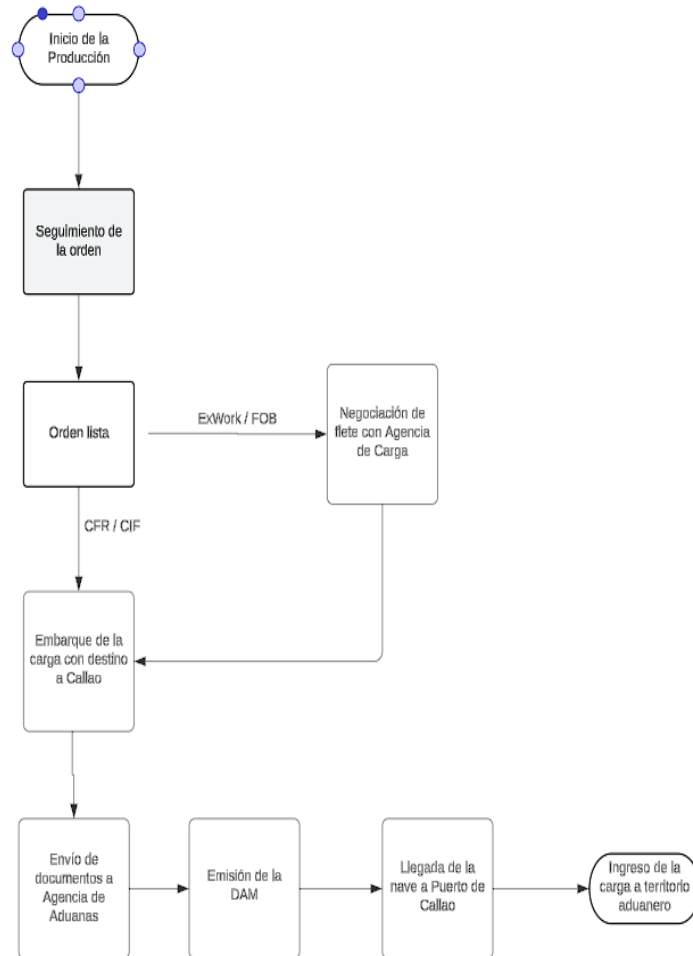 Inicio de la
Producción
Seguimiento de
la orden
Orden lista
ExWork / FOB
Negociación de
flete con Agencia
de Carga
CFR / CIF
Embarque de la
carga con destino
a Callao
Envío de
documentos a
Agencia de
Aduanas
Emisión de la
DAM
Llegada de la
nave a Puerto de
Callao
Ingreso de la
carga a territorio
aduanero